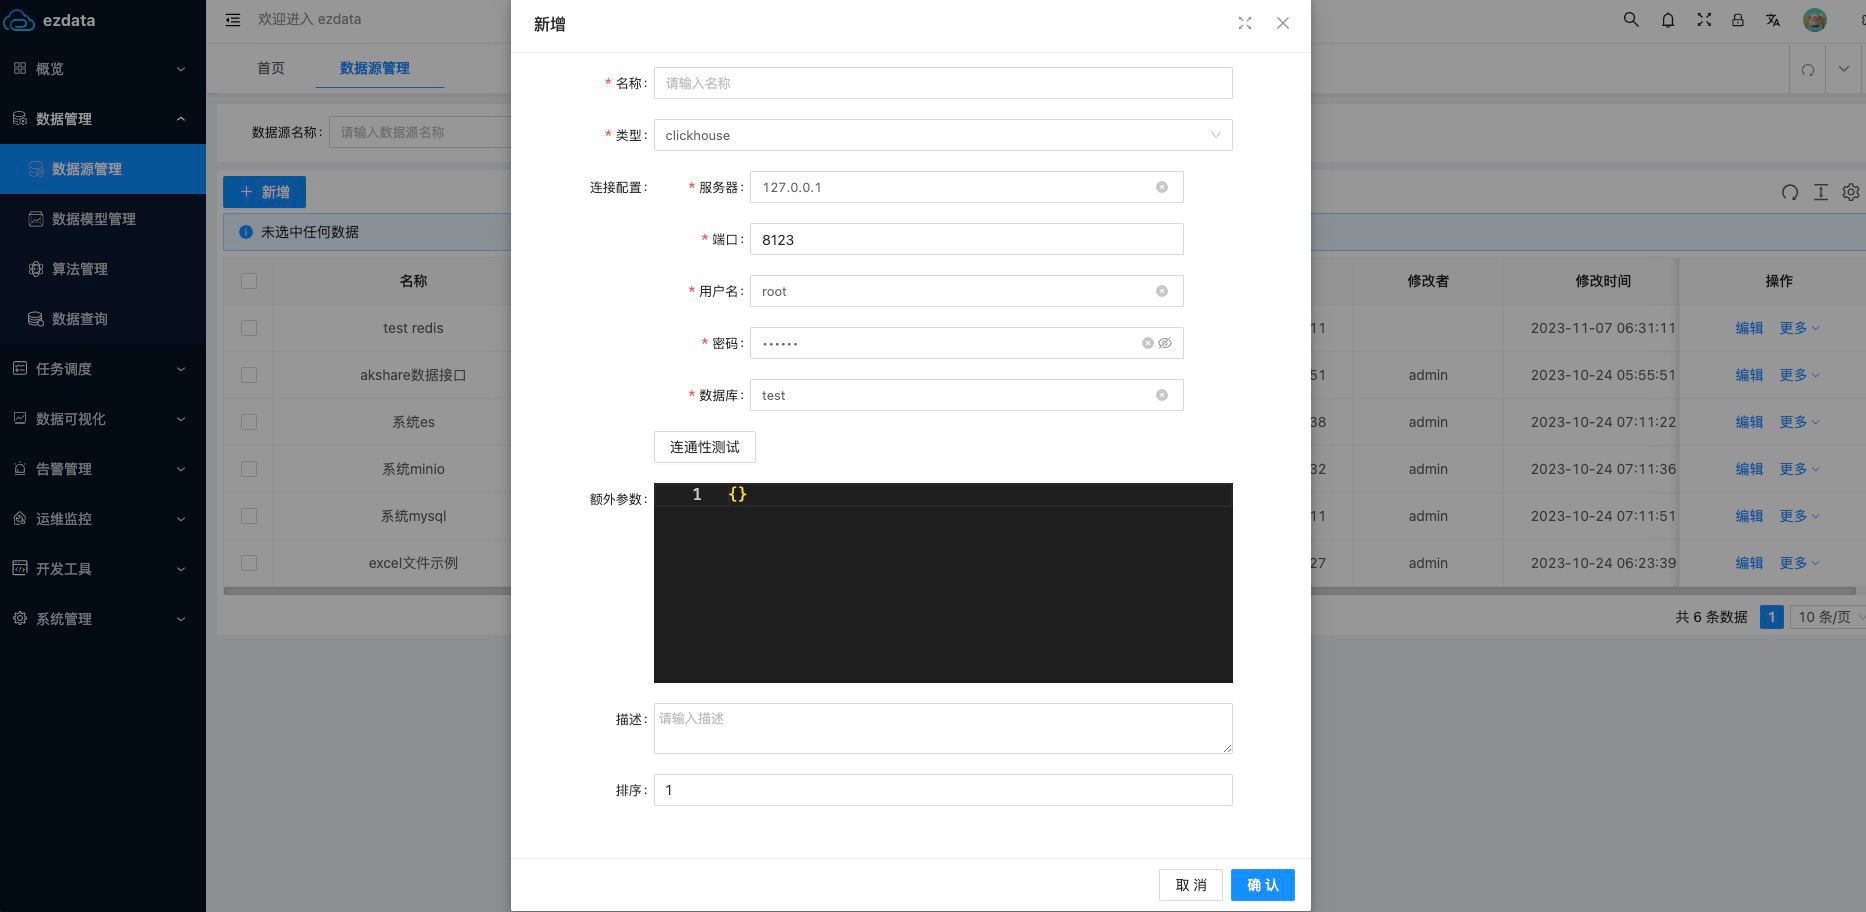 ezdata
概览
数据管理
数据源管理
数据模型管理
算法管理
数据查询
任务调度
数据可视化
告警管理
运维监控
开发工具
系统管理
欢迎进入 ezdata
首页
数据源管理
数据源名称:
请输入数据源名称
+ 新增
未选中任何数据
名称
修改者
修改时间
操作
test redis
11
2023-11-07 06:31:11
编辑
更多
akshare数据接口
51
admin
2023-10-24 05:55:51
编辑
更多
系统es
38
admin
2023-10-24 07:11:22
编辑
更多
系统minio
32
admin
2023-10-24 07:11:36
编辑
更多
系统mysql
11
admin
2023-10-24 07:11:51
编辑
更多
excel文件示例
27
admin
2023-10-24 06:23:39
编辑
更多
共 6 条数据
1
10 条/页
新增
* 名称:
请输入名称
* 类型:
clickhouse
连接配置:
* 服务器:
127.0.0.1
* 端口:
8123
* 用户名:
root
* 密码:
••••••
* 数据库:
test
连通性测试
额外参数:
1 {}
描述:
请输入描述
排序:
1
取 消
确 认